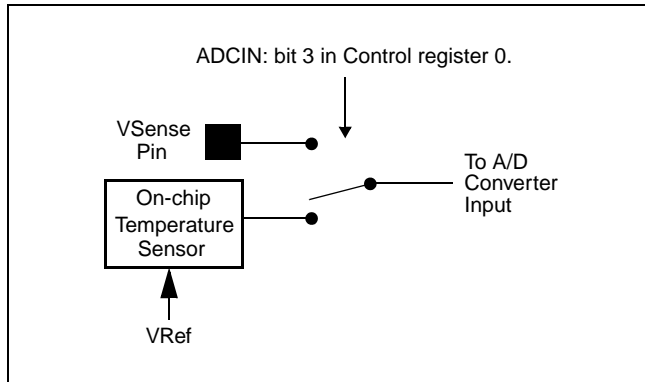 ADCIN: bit 3 in Control register 0.
VSense
Pin
To A/D
Converter
Input
On-chip
Temperature
Sensor
VRef